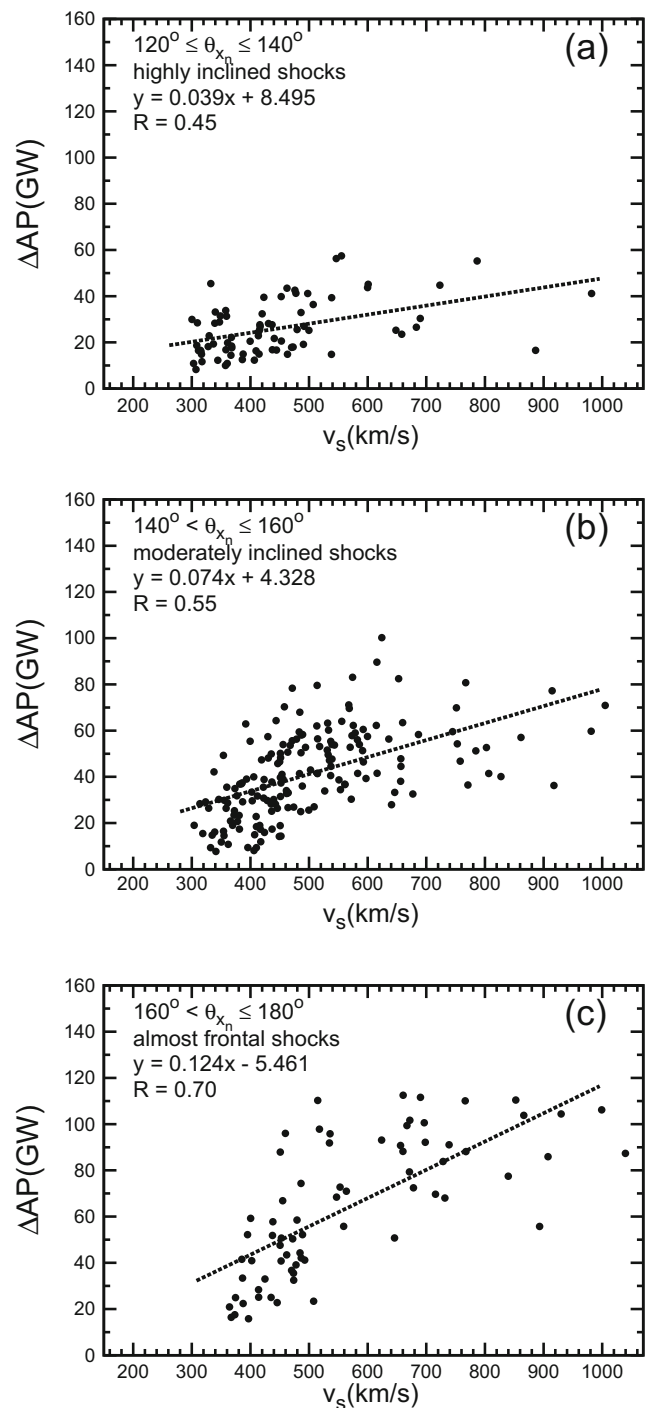 (a)
120° ≤ θxn ≤ 140°
highly inclined shocks
y = 0.039x + 8.495
R = 0.45
160
140
120
100
80
60
40
20
0
ΔAP(GW)
200 300 400 500 600 700 800 900 1000
vs(km/s)
(b)
140° < θxn ≤ 160°
moderately inclined shocks
y = 0.074x + 4.328
R = 0.55
160
140
120
100
80
60
40
20
0
ΔAP(GW)
200 300 400 500 600 700 800 900 1000
vs(km/s)
(c)
160° < θxn ≤ 180°
almost frontal shocks
y = 0.124x - 5.461
R = 0.70
160
140
120
100
80
60
40
20
0
ΔAP(GW)
200 300 400 500 600 700 800 900 1000
vs(km/s)